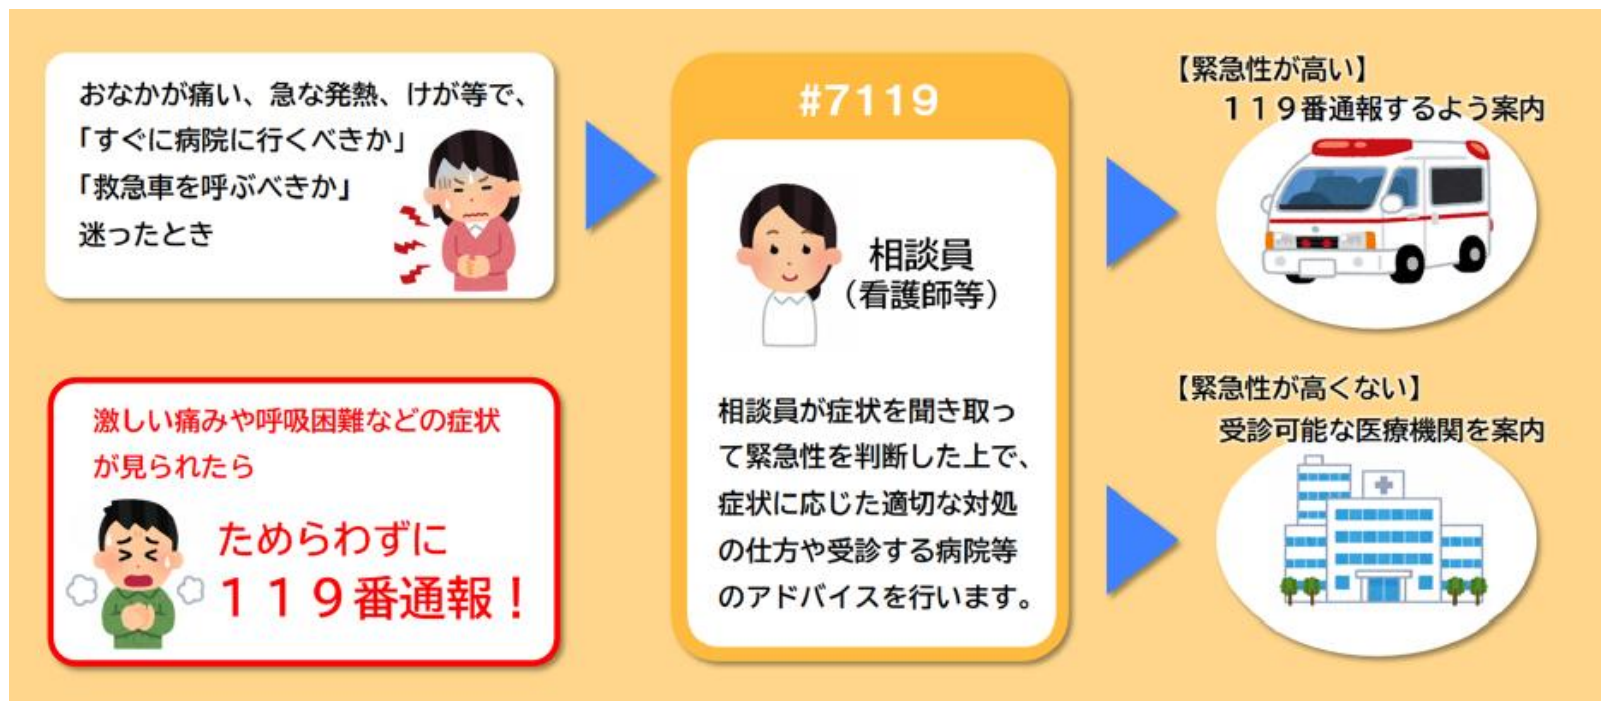 おなかが痛い、急な発熱、けが等で、
「すぐに病院に行くべきか」
「救急車を呼ぶべきか」
迷ったとき
激しい痛みや呼吸困難などの症状
が見られたら
ためらわずに
１１９番通報！
#7119
相談員
（看護師等）
相談員が症状を聞き取っ
て緊急性を判断した上で、
症状に応じた適切な対処
の仕方や受診する病院等
のアドバイスを行います。
【緊急性が高い】
１１９番通報するよう案内
【緊急性が高くない】
受診可能な医療機関を案内